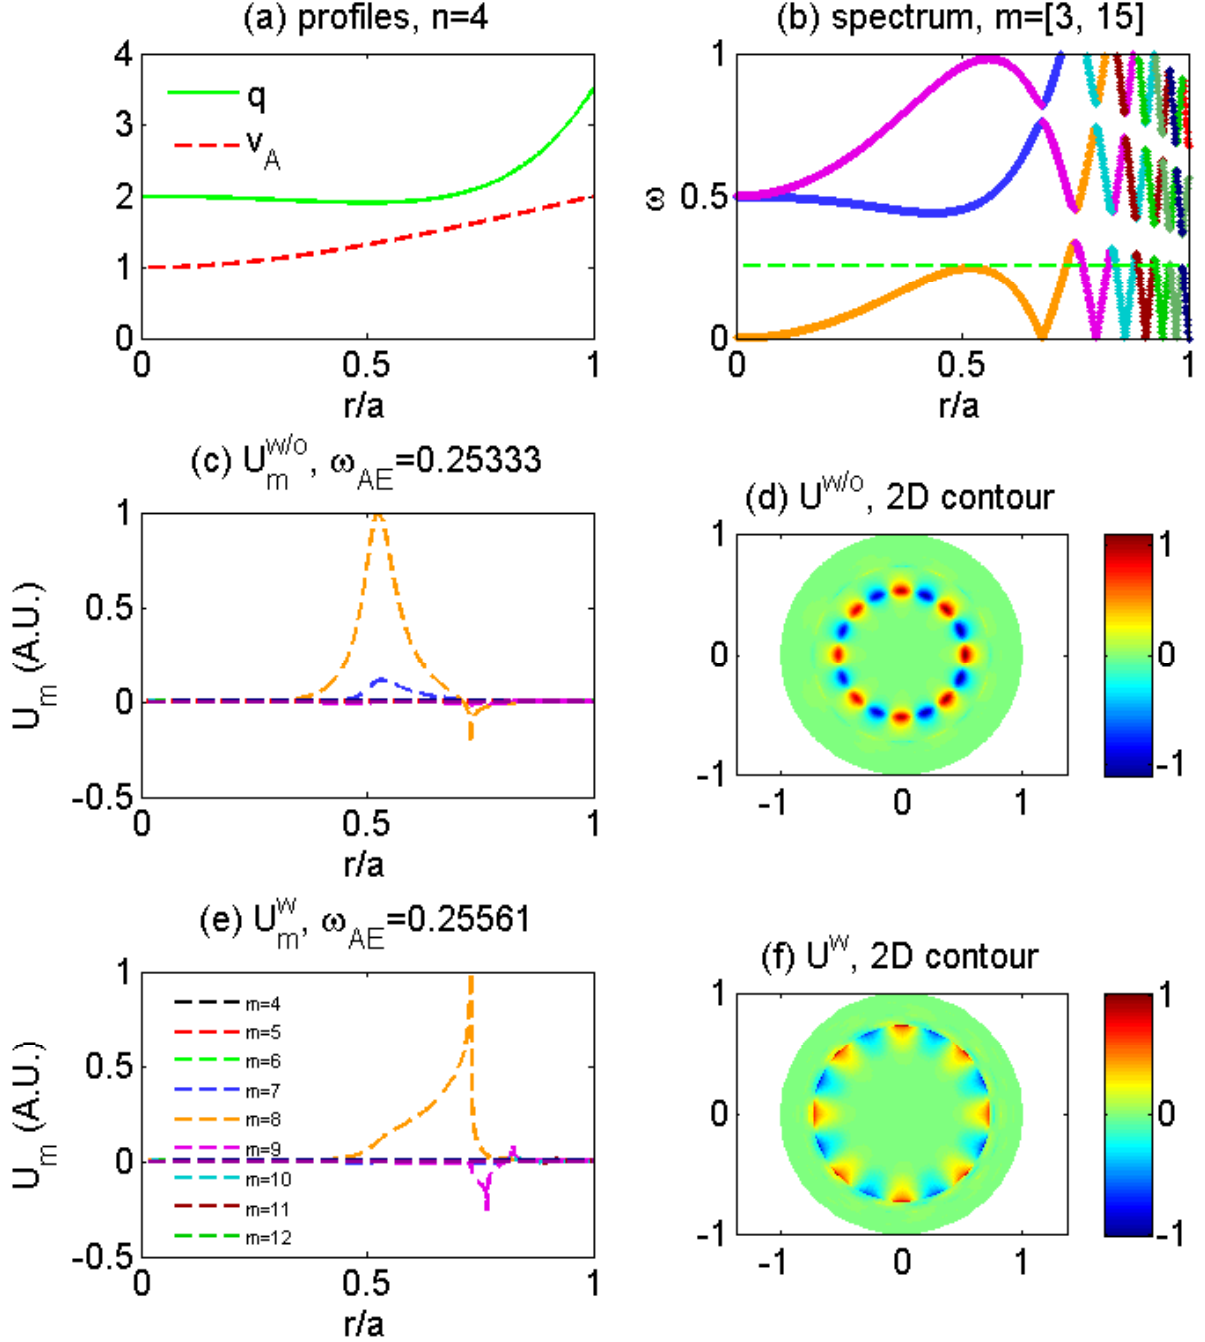 (a) profiles, n=4
4
3
2
1
0
q
v_A
0 0.5 1
r/a
(b) spectrum, m=[3, 15]
1
0.5
0
ω
0 0.5 1
r/a
(c) U_m^{w/o}, ω_{AE}=0.25333
1
0.5
0
-0.5
U_m (A.U.)
0 0.5 1
r/a
(d) U^{w/o}, 2D contour
1
0
-1
-1 0 1
1
0
-1
(e) U_m^w, ω_{AE}=0.25561
1
0.5
0
-0.5
U_m (A.U.)
m=4
m=5
m=6
m=7
m=8
m=9
m=10
m=11
m=12
0 0.5 1
r/a
(f) U^w, 2D contour
1
0
-1
-1 0 1
1
0
-1